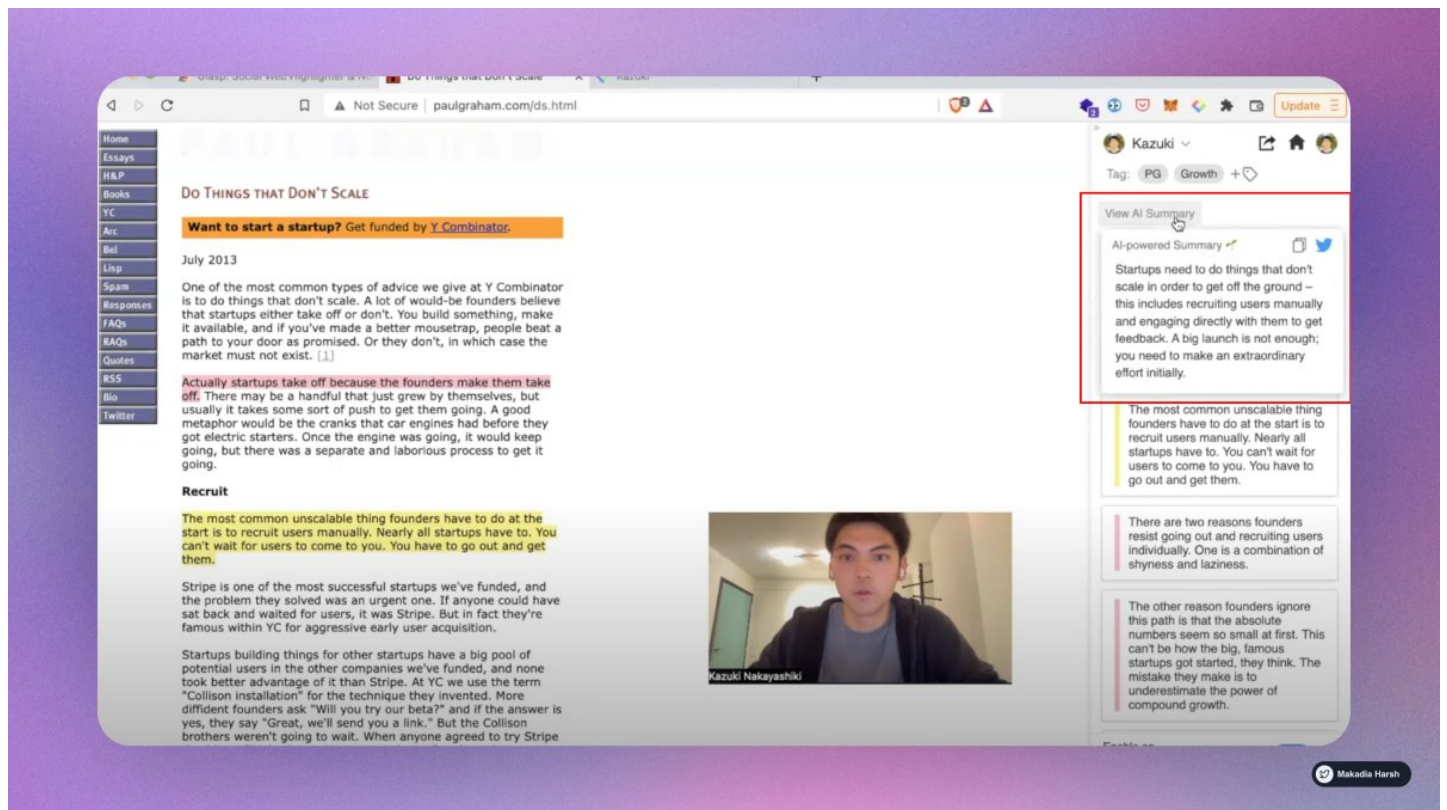 Glasp: Social Web Highlighter &
Do Things that Don't Scale
Kazuki
Not Secure
paulgraham.com/ds.html
2
2
Update
Home
Essays
H&P
Books
YC
Arc
Bel
Lisp
Spam
Responses
FAQs
RAQs
Quotes
RSS
Bio
Twitter
PAUL GRAHAM
Do Things that Don't Scale
Want to start a startup? Get funded by Y Combinator.
July 2013
One of the most common types of advice we give at Y Combinator
is to do things that don't scale. A lot of would-be founders believe
that startups either take off or don't. You build something, make
it available, and if you've made a better mousetrap, people beat a
path to your door as promised. Or they don't, in which case the
market must not exist. [1]
Actually startups take off because the founders make them take
off. There may be a handful that just grew by themselves, but
usually it takes some sort of push to get them going. A good
metaphor would be the cranks that car engines had before they
got electric starters. Once the engine was going, it would keep
going, but there was a separate and laborious process to get it
going.
Recruit
The most common unscalable thing founders have to do at the
start is to recruit users manually. Nearly all startups have to. You
can't wait for users to come to you. You have to go out and get
them.
Stripe is one of the most successful startups we've funded, and
the problem they solved was an urgent one. If anyone could have
sat back and waited for users, it was Stripe. But in fact they're
famous within YC for aggressive early user acquisition.
Startups building things for other startups have a big pool of
potential users in the other companies we've funded, and none
took better advantage of it than Stripe. At YC we use the term
"Collison installation" for the technique they invented. More
diffident founders ask "Will you try our beta?" and if the answer is
yes, they say "Great, we'll send you a link." But the Collison
brothers weren't going to wait. When anyone agreed to try Stripe
Kazuki Nakayashiki
Kazuki
Tag: PG Growth +
View AI Summary
AI-powered Summary
Startups need to do things that don't
scale in order to get off the ground –
this includes recruiting users manually
and engaging directly with them to get
feedback. A big launch is not enough;
you need to make an extraordinary
effort initially.
The most common unscalable thing
founders have to do at the start is to
recruit users manually. Nearly all
startups have to. You can't wait for
users to come to you. You have to
go out and get them.
There are two reasons founders
resist going out and recruiting users
individually. One is a combination of
shyness and laziness.
The other reason founders ignore
this path is that the absolute
numbers seem so small at first. This
can't be how the big, famous
startups got started, they think. The
mistake they make is to
underestimate the power of
compound growth.
Enable on
Makadia Harsh